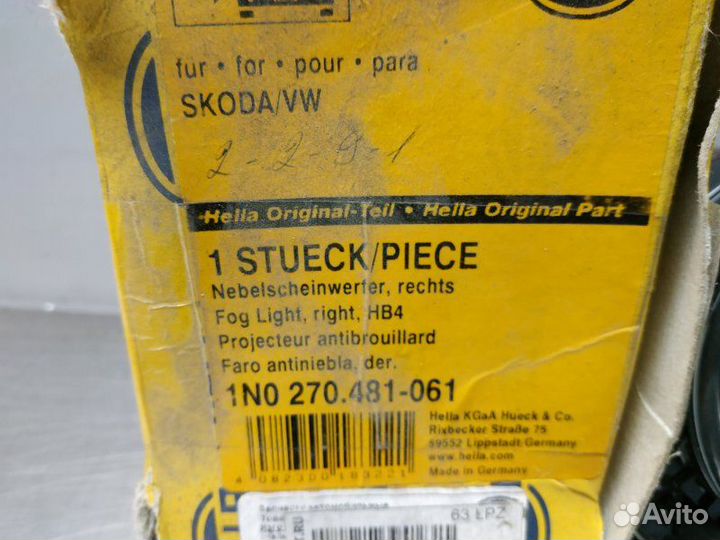 fur • for • pour • para
SKODA/VW
2-2-9-1
Hella Original-Teil • Hella Original Part
1 STUECK/PIECE
Nebelscheinwerfer, rechts
Fog Light, right, HB4
Projecteur antibrouillard
Faro antiniebla, der.
1N0 270.481-061
Hella KGaA Hueck & Co.
Rixbecker Straße 75
59552 Lippstadt/Germany
www.hella.com
Made in Germany
63 LPZ
Avito